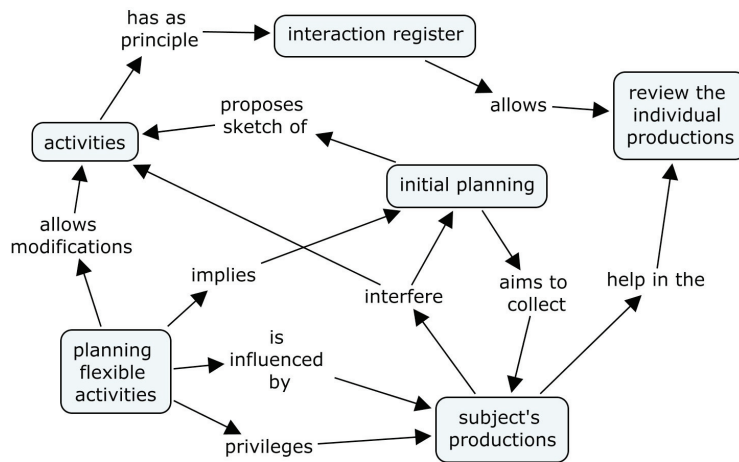 has as
principle
interaction register
review the
individual
productions
allows
proposes
sketch of
activities
initial planning
allows
modifications
implies
interfere
aims to
collect
help in the
planning
flexible
activities
is
influenced
by
subject's
productions
privileges